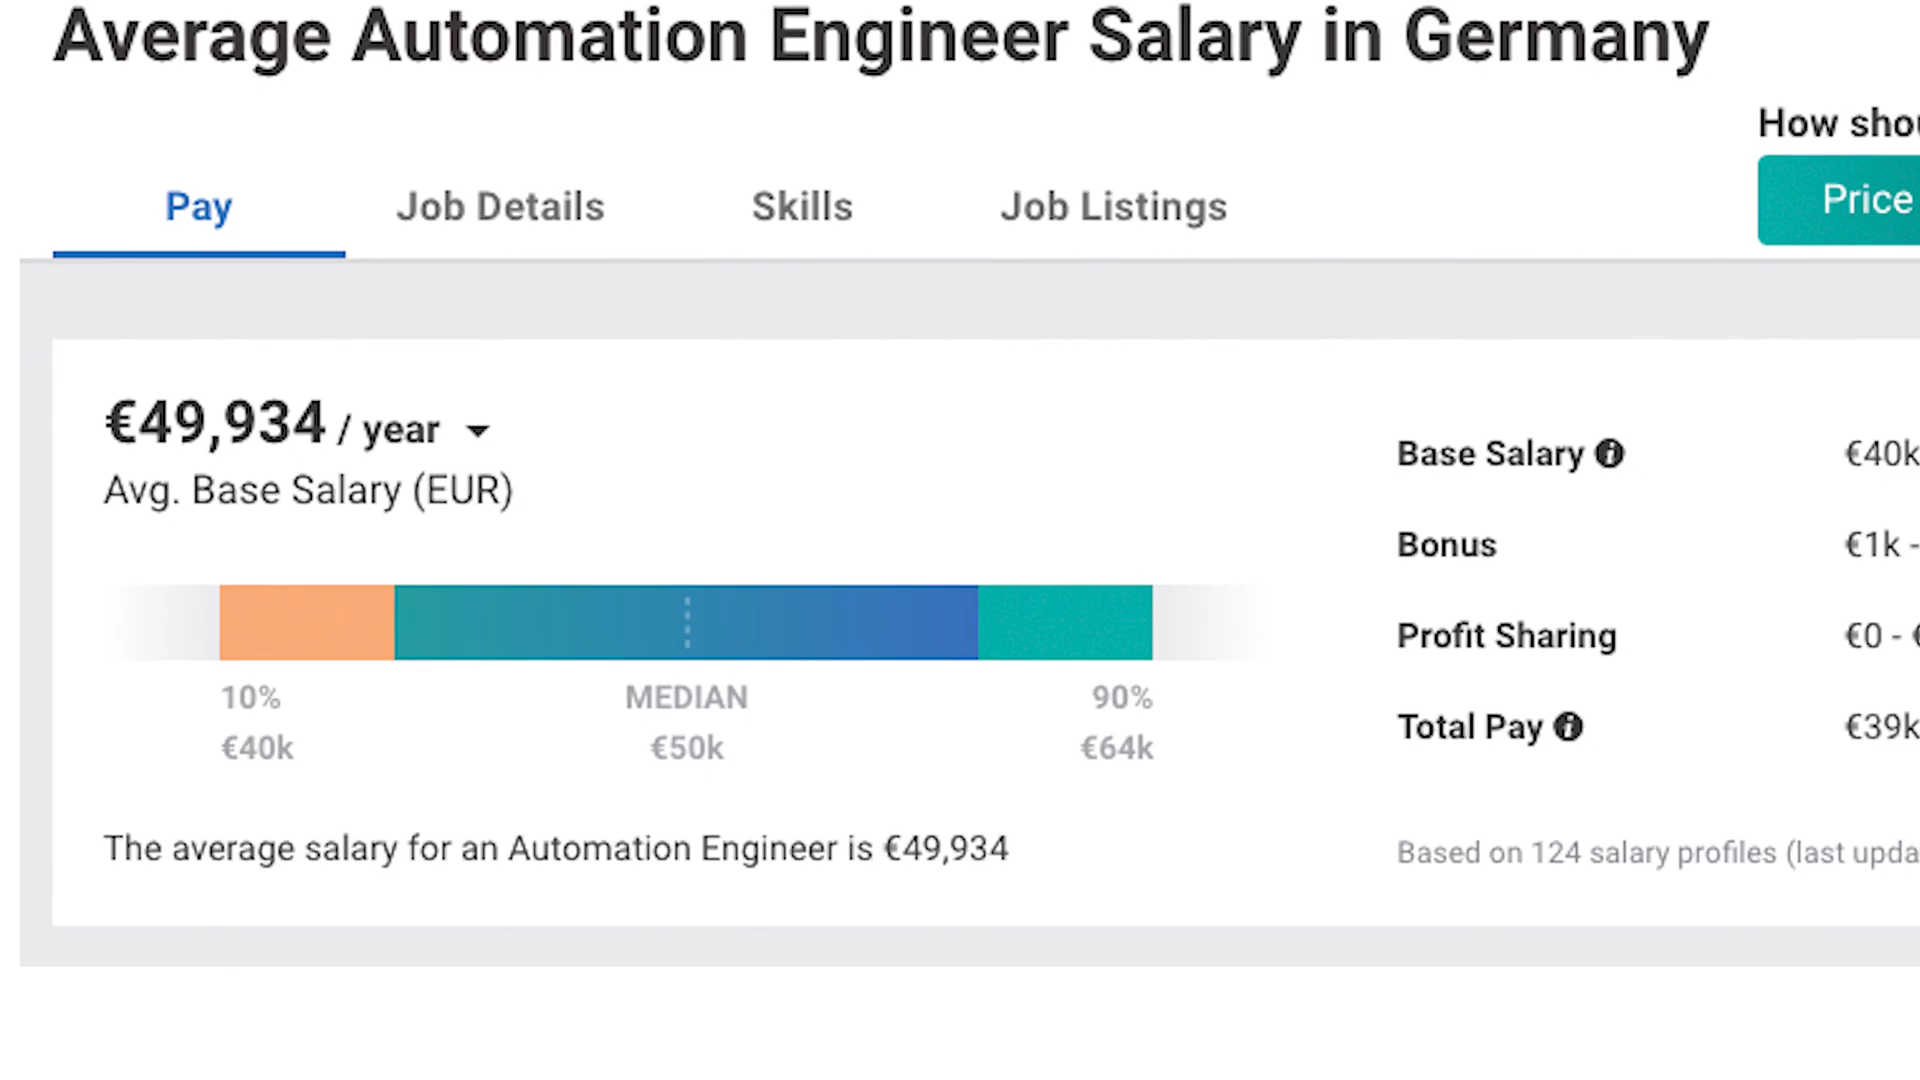 Average Automation Engineer Salary in Germany
How shou
Price
Pay Job Details Skills Job Listings
€49,934 / year
Avg. Base Salary (EUR)
10% MEDIAN 90%
€40k €50k €64k
The average salary for an Automation Engineer is €49,934
Base Salary €40k
Bonus €1k -
Profit Sharing €0 - €
Total Pay €39k
Based on 124 salary profiles (last upda